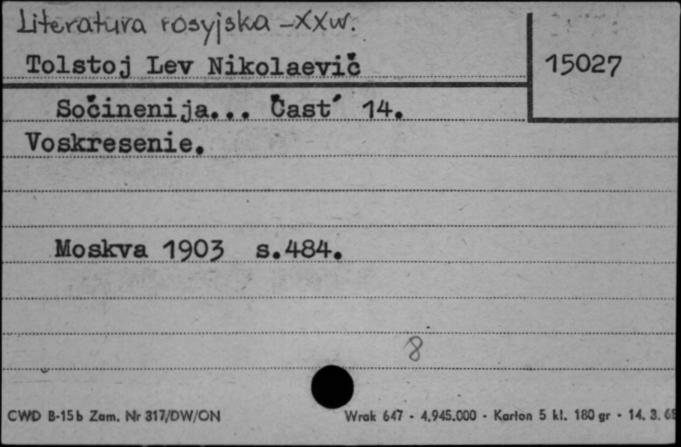 Literatura rosyjska - XXw.
Tolstoj Lev Nikolaevič
15027
Sočinenija... Čast´ 14.
Voskresenie.
Moskva 1903 s.484.
8
CWD B-15b Zam. Nr 317/DW/ON
Wrak 647 - 4.945.000 - Karton 5 kl. 180 gr - 14. 3. 68